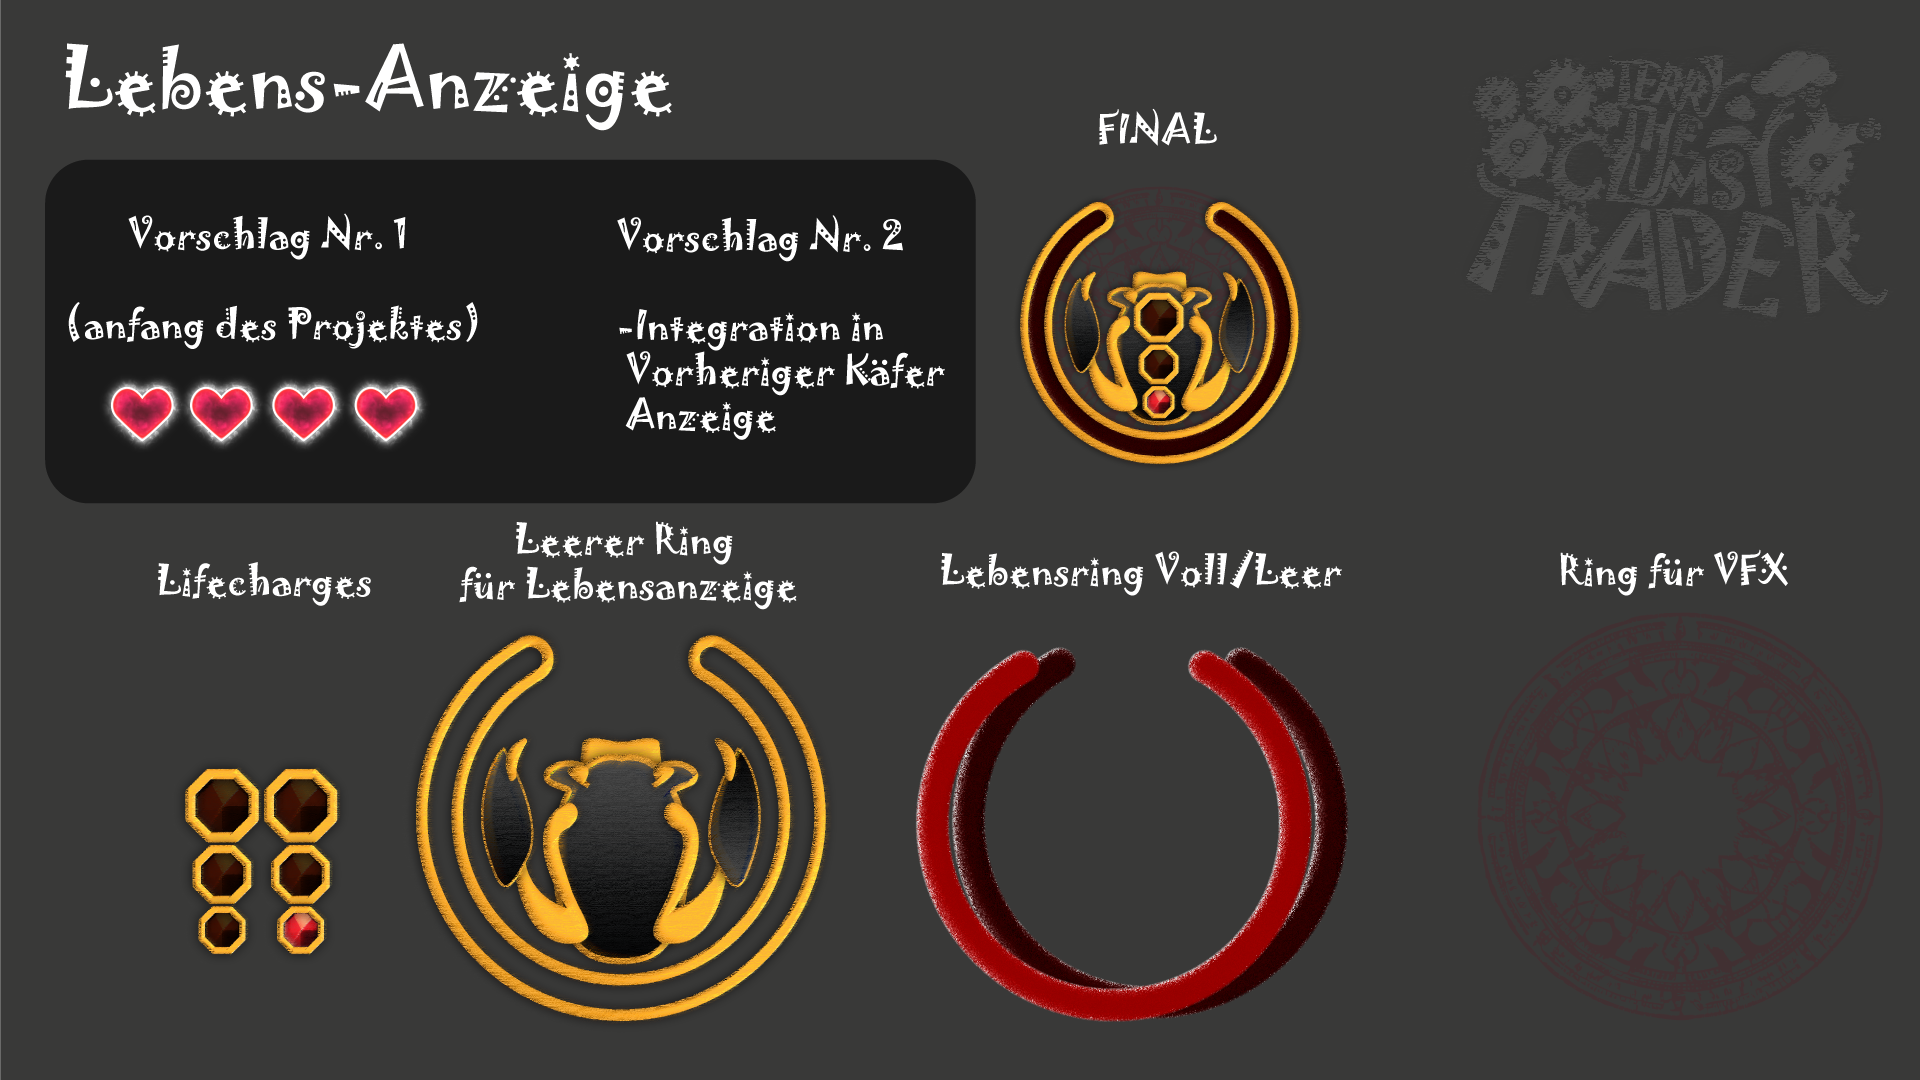 Lebens-Anzeige
Vorschlag Nr. 1
(anfang des Projektes)
Vorschlag Nr. 2
-Integration in
Vorheriger Käfer
Anzeige
FINAL
TERRY
THE
CLUMSY
TRADER
Lifecharges
Leerer Ring
für Lebensanzeige
Lebensring Voll/Leer
Ring für VFX